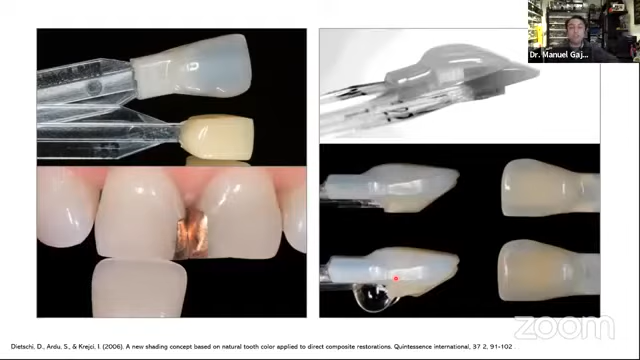 Dr. Manuel Gaj...
zoom
Dietschi, D., Ardu, S., & Krejci, I. (2006). A new shading concept based on natural tooth color applied to direct composite restorations. Quintessence international, 37 2, 91-102 .